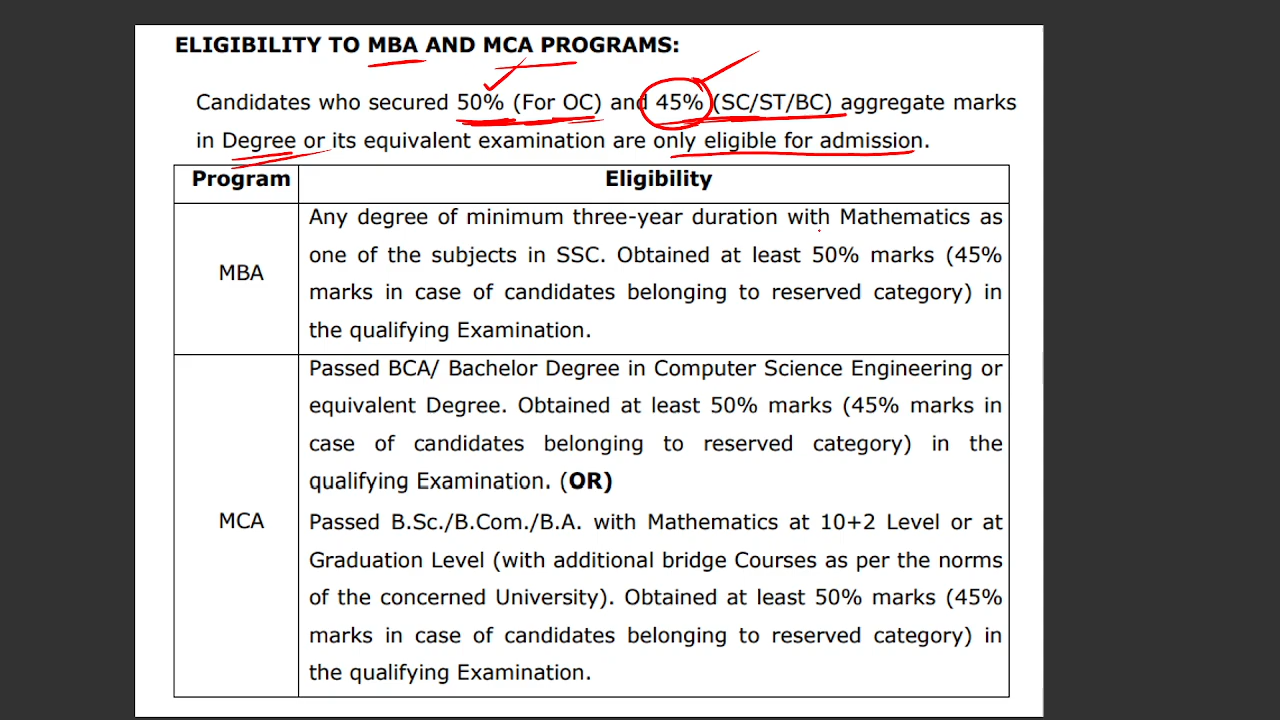 ELIGIBILITY TO MBA AND MCA PROGRAMS:
Candidates who secured 50% (For OC) and 45% (SC/ST/BC) aggregate marks
in Degree or its equivalent examination are only eligible for admission.
Program Eligibility
Any degree of minimum three-year duration with Mathematics as
one of the subjects in SSC. Obtained at least 50% marks (45%
MBA
marks in case of candidates belonging to reserved category) in
the qualifying Examination.
Passed BCA/ Bachelor Degree in Computer Science Engineering or
equivalent Degree. Obtained at least 50% marks (45% marks in
case of candidates belonging to reserved category) in the
qualifying Examination. (OR)
MCA
Passed B.Sc./B.Com./B.A. with Mathematics at 10+2 Level or at
Graduation Level (with additional bridge Courses as per the norms
of the concerned University). Obtained at least 50% marks (45%
marks in case of candidates belonging to reserved category) in
the qualifying Examination.